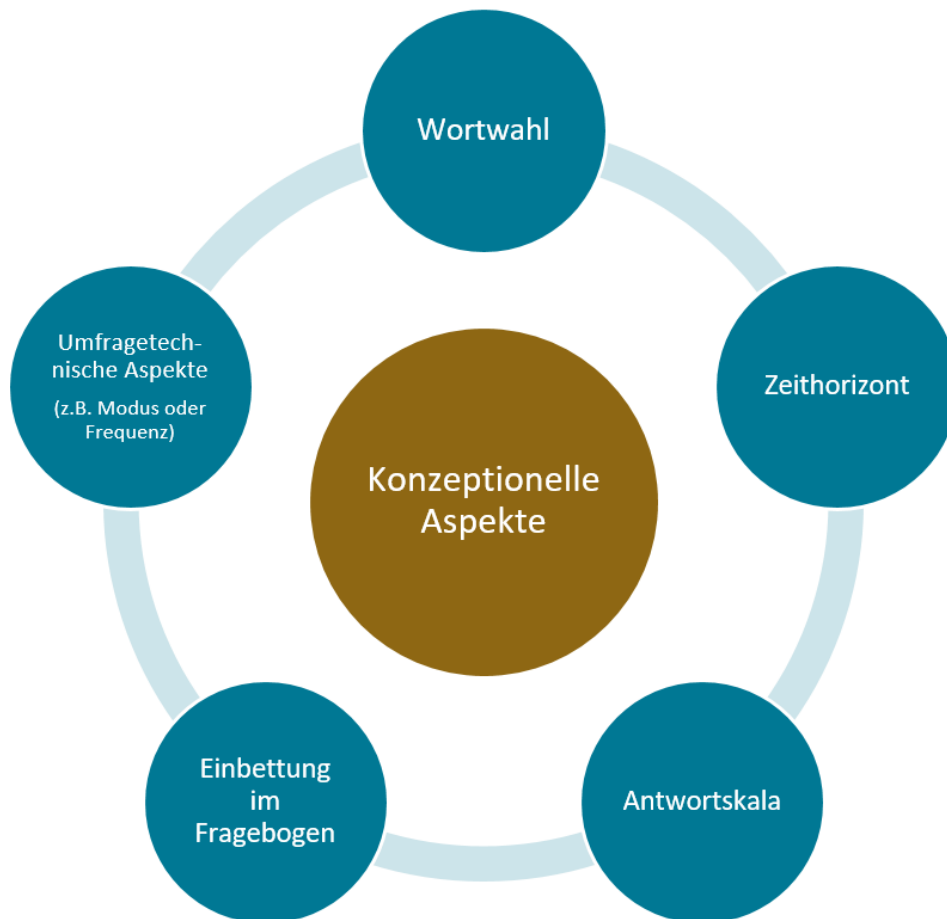 Wortwahl
Zeithorizont
Antwortskala
Einbettung
im
Fragebogen
Umfragetech-
nische Aspekte
(z.B. Modus oder
Frequenz)
Konzeptionelle
Aspekte